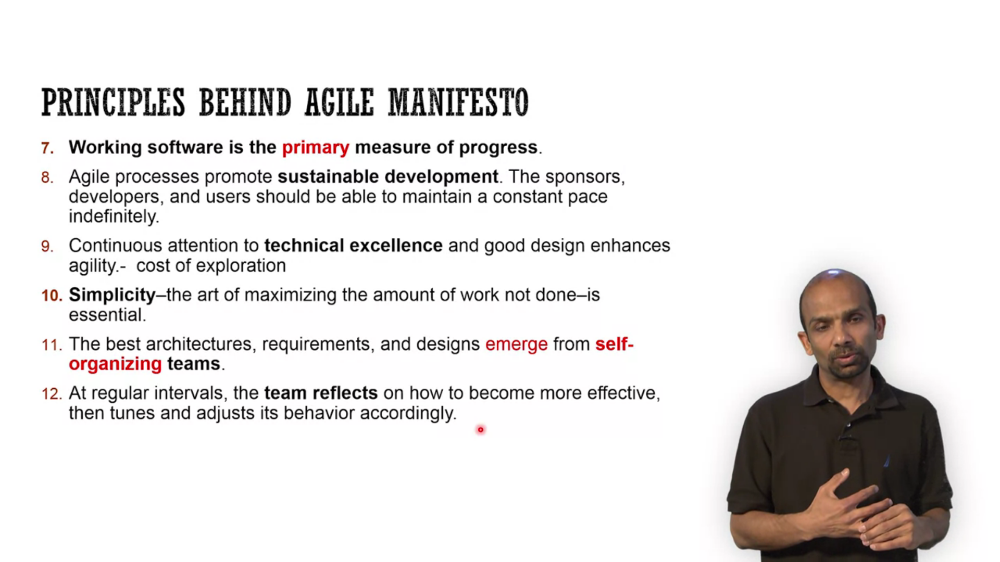 PRINCIPLES BEHIND AGILE MANIFESTO
7. Working software is the primary measure of progress.
8. Agile processes promote sustainable development. The sponsors,
developers, and users should be able to maintain a constant pace
indefinitely.
9. Continuous attention to technical excellence and good design enhances
agility.-  cost of exploration
10. Simplicity–the art of maximizing the amount of work not done–is
essential.
11. The best architectures, requirements, and designs emerge from self-
organizing teams.
12. At regular intervals, the team reflects on how to become more effective,
then tunes and adjusts its behavior accordingly.